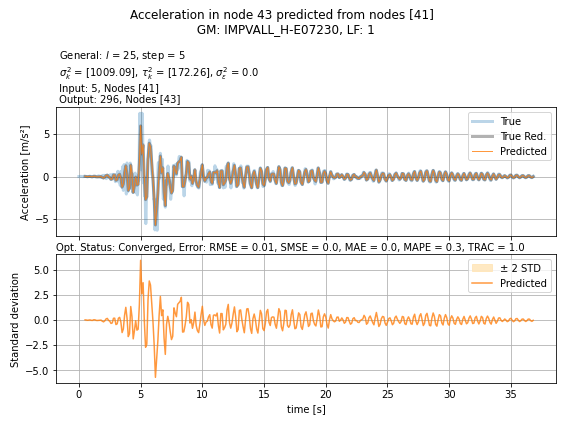 Acceleration in node 43 predicted from nodes [41]
GM: IMPVALL_H-E07230, LF: 1
General: l = 25, step = 5
σ²ₖ = [1009.09], τ²ₖ = [172.26], σ²ε = 0.0
Input: 5, Nodes [41]
Output: 296, Nodes [43]
Acceleration [m/s²]
5
0
−5
True
True Red.
Predicted
Opt. Status: Converged, Error: RMSE = 0.01, SMSE = 0.0, MAE = 0.0, MAPE = 0.3, TRAC = 1.0
Standard deviation
5.0
2.5
0.0
−2.5
−5.0
± 2 STD
Predicted
0 5 10 15 20 25 30 35
time [s]